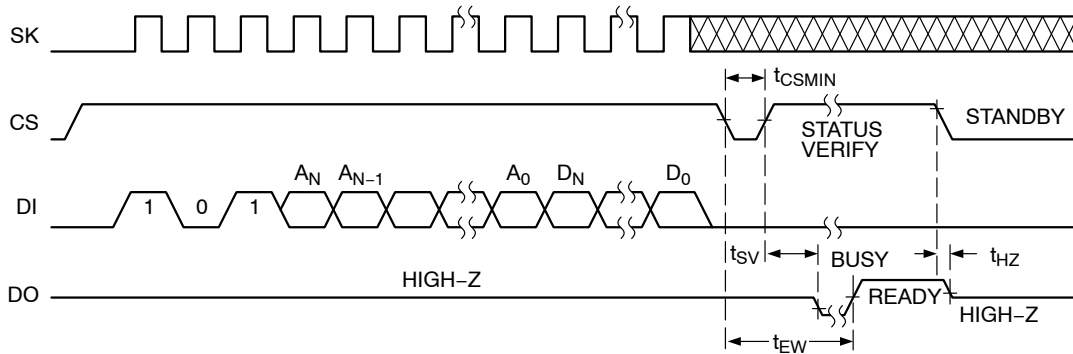 SK
t_CSMIN
CS
STANDBY
STATUS
VERIFY
A_N A_N−1 A_0 D_N D_0
DI
1 0 1
t_SV
BUSY
t_HZ
HIGH−Z
DO
READY
HIGH−Z
t_EW